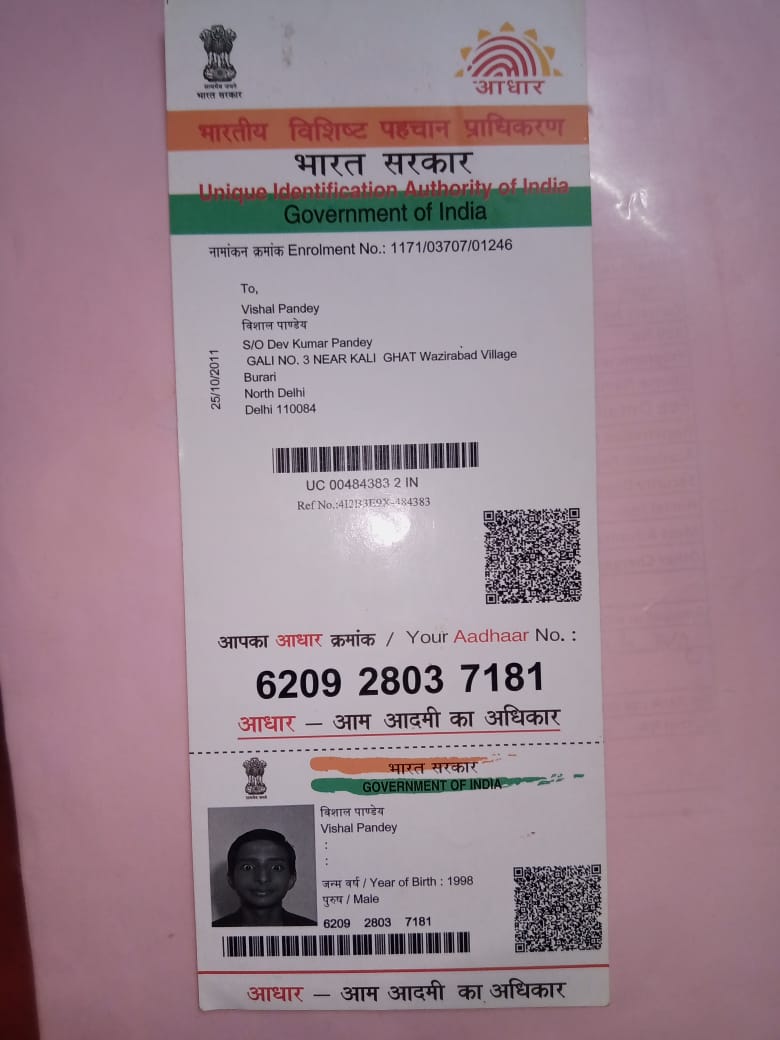 सत्यमेव जयते
भारत सरकार
आधार
भारतीय विशिष्ट पहचान प्राधिकरण
भारत सरकार
Unique Identification Authority of India
Government of India
नामांकन क्रमांक Enrolment No.: 1171/03707/01246
To,
Vishal Pandey
विशाल पाण्डेय
S/O Dev Kumar Pandey
GALI NO. 3 NEAR KALI GHAT Wazirabad Village
Burari
North Delhi
Delhi 110084
25/10/2011
UC 00484383 2 IN
Ref No.:
आपका आधार क्रमांक / Your Aadhaar No. :
6209 2803 7181
आधार – आम आदमी का अधिकार
भारत सरकार
GOVERNMENT OF INDIA
विशाल पाण्डेय
Vishal Pandey
:
:
जन्म वर्ष / Year of Birth : 1998
पुरुष / Male
6209 2803 7181
आधार – आम आदमी का अधिकार